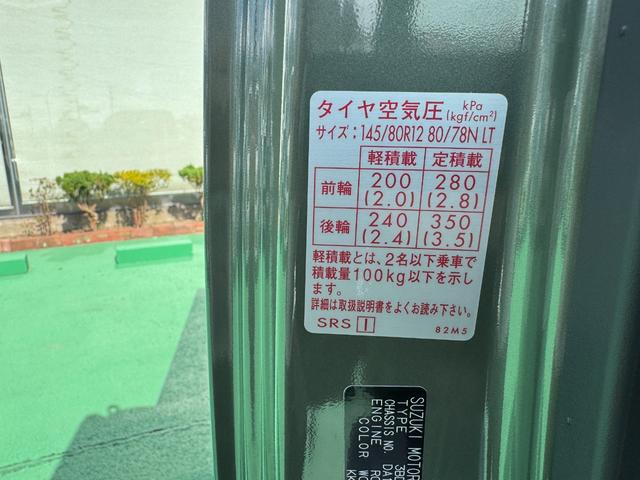 タイヤ空気圧 kPa (kgf/cm²)
サイズ：145/80R12 80/78N LT
軽積載 定積載
前輪 200 (2.0) 280 (2.8)
後輪 240 (2.4) 350 (3.5)
軽積載とは、2名以下乗車で
積載量100kg以下を示し
ます。
詳細は取扱説明書をよくお読み下さい。
SRS I 82M5
SUZUKI MOTOR
TYPE 3BD
CHASSIS NO. DA1
ENGINE
COLOR